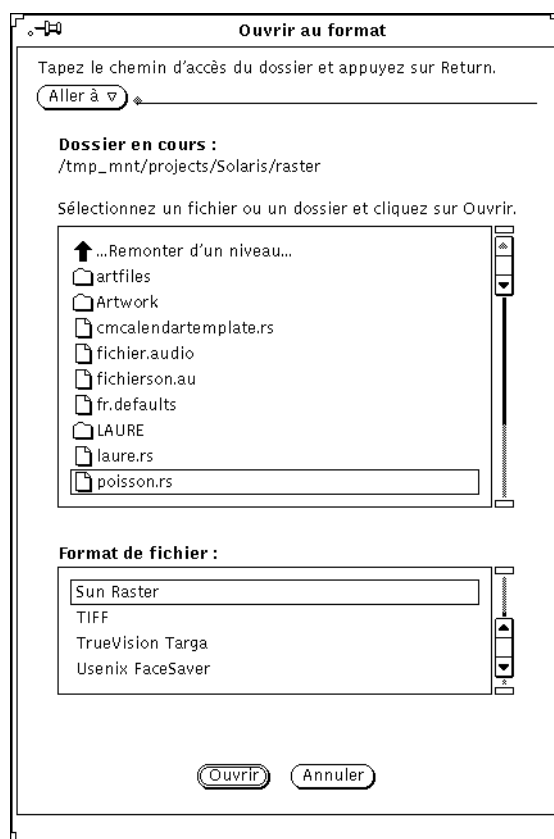 Ouvrir au format
Tapez le chemin d'accès du dossier et appuyez sur Return.
Aller à
Dossier en cours :
/tmp_mnt/projects/Solaris/raster
Sélectionnez un fichier ou un dossier et cliquez sur Ouvrir.
...Remonter d'un niveau...
artfiles
Artwork
cmcalendartemplate.rs
fichier.audio
fichierson.au
fr.defaults
LAURE
laure.rs
poisson.rs
Format de fichier :
Sun Raster
TIFF
TrueVision Targa
Usenix FaceSaver
Ouvrir
Annuler